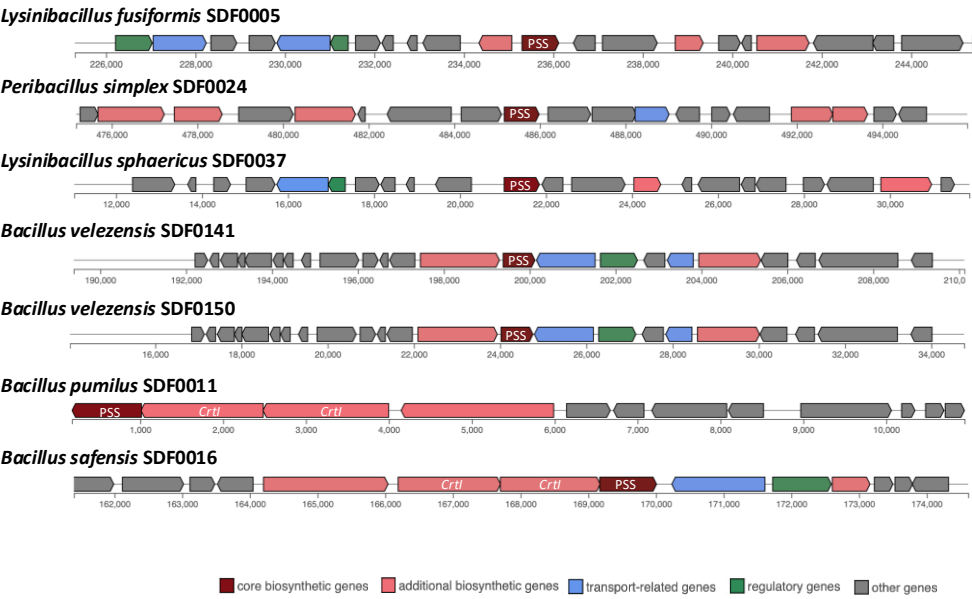 Lysinibacillus fusiformis SDF0005
PSS
226,000 228,000 230,000 232,000 234,000 236,000 238,000 240,000 242,000 244,000
Peribacillus simplex SDF0024
PSS
476,000 478,000 480,000 482,000 484,000 486,000 488,000 490,000 492,000 494,000
Lysinibacillus sphaericus SDF0037
PSS
12,000 14,000 16,000 18,000 20,000 22,000 24,000 26,000 28,000 30,000
Bacillus velezensis SDF0141
PSS
190,000 192,000 194,000 196,000 198,000 200,000 202,000 204,000 206,000 208,000 210,0
Bacillus velezensis SDF0150
PSS
16,000 18,000 20,000 22,000 24,000 26,000 28,000 30,000 32,000 34,000
Bacillus pumilus SDF0011
PSS CrtI CrtI
1,000 2,000 3,000 4,000 5,000 6,000 7,000 8,000 9,000 10,000
Bacillus safensis SDF0016
CrtI CrtI PSS
162,000 163,000 164,000 165,000 166,000 167,000 168,000 169,000 170,000 171,000 172,000 173,000 174,000
core biosynthetic genes additional biosynthetic genes transport-related genes regulatory genes other genes